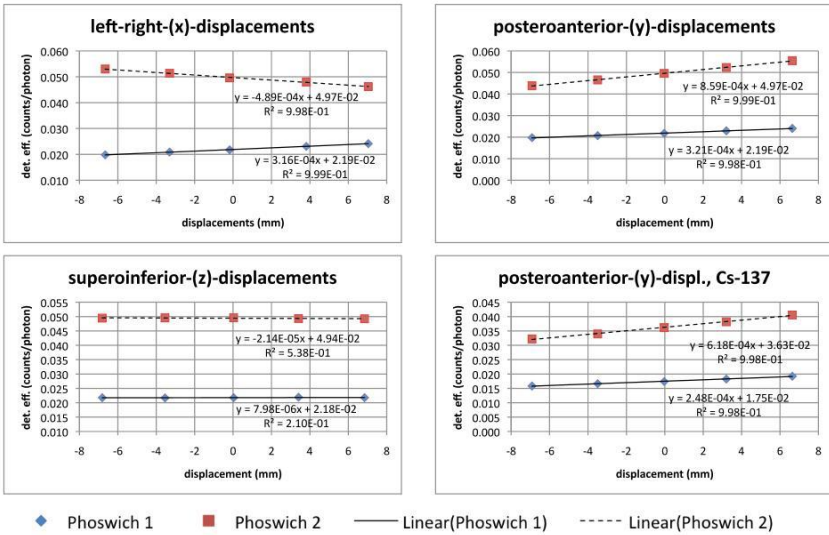 left-right-(x)-displacements
det. eff. (counts/photon)
0.060
0.050
0.040
0.030
0.020
0.010
y = -4.89E-04x + 4.97E-02
R² = 9.98E-01
y = 3.16E-04x + 2.19E-02
R² = 9.99E-01
-8 -6 -4 -2 0 2 4 6 8
displacements (mm)
posteroanterior-(y)-displacements
det. eff. (counts/photon)
0.060
0.050
0.040
0.030
0.020
0.010
0.000
y = 8.59E-04x + 4.97E-02
R² = 9.99E-01
y = 3.21E-04x + 2.19E-02
R² = 9.98E-01
-8 -6 -4 -2 0 2 4 6 8
displacement (mm)
superoinferior-(z)-displacements
det. eff. (counts/photon)
0.055
0.050
0.045
0.040
0.035
0.030
0.025
0.020
0.015
0.010
y = -2.14E-05x + 4.94E-02
R² = 5.38E-01
y = 7.98E-06x + 2.18E-02
R² = 2.10E-01
-8 -6 -4 -2 0 2 4 6 8
displacement (mm)
posteroanterior-(y)-displ., Cs-137
det. eff. (counts/photon)
0.045
0.040
0.035
0.030
0.025
0.020
0.015
0.010
0.005
0.000
y = 6.18E-04x + 3.63E-02
R² = 9.98E-01
y = 2.48E-04x + 1.75E-02
R² = 9.98E-01
-8 -6 -4 -2 0 2 4 6 8
displacement (mm)
Phoswich 1 Phoswich 2 Linear(Phoswich 1) Linear(Phoswich 2)